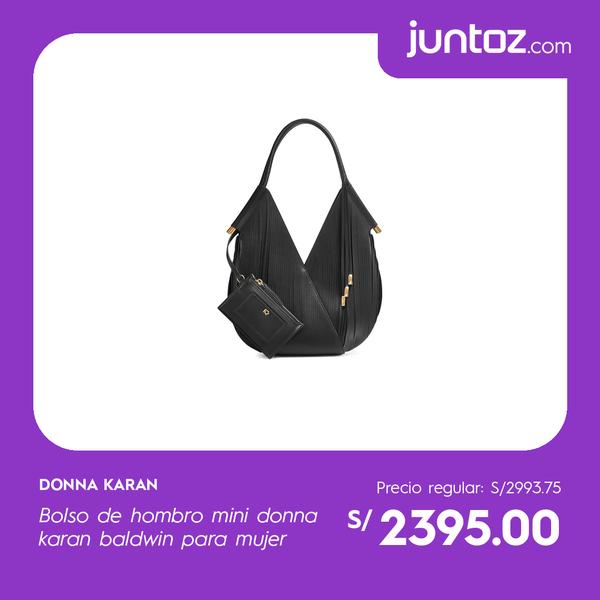 juntoz.com
DONNA KARAN
Bolso de hombro mini donna
karan baldwin para mujer
Precio regular: S/2993.75
S/ 2395.00